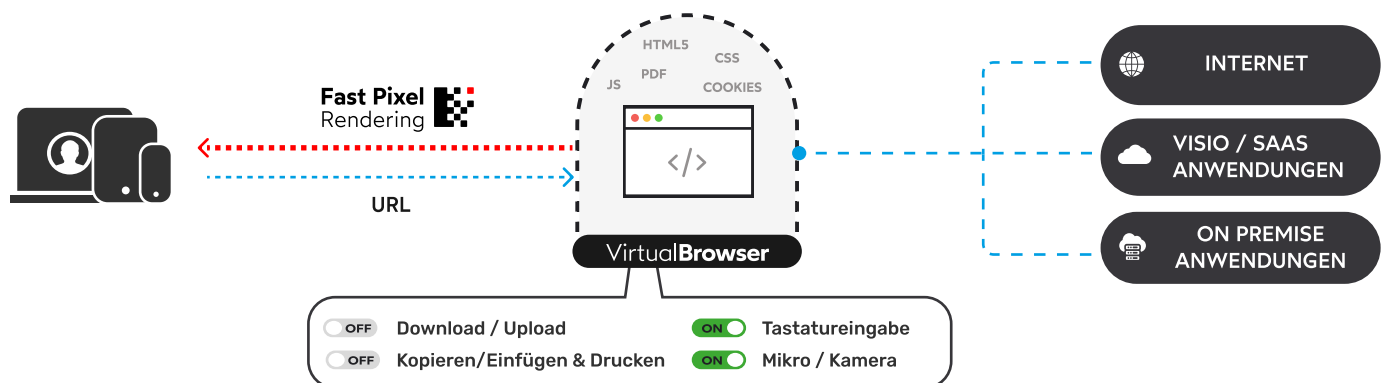 Fast Pixel
Rendering
URL
HTML5
CSS
PDF
JS
COOKIES
</>
VirtualBrowser
INTERNET
VISIO / SAAS
ANWENDUNGEN
ON PREMISE
ANWENDUNGEN
OFF Download / Upload
ON Tastatureingabe
OFF Kopieren/Einfügen & Drucken
ON Mikro / Kamera